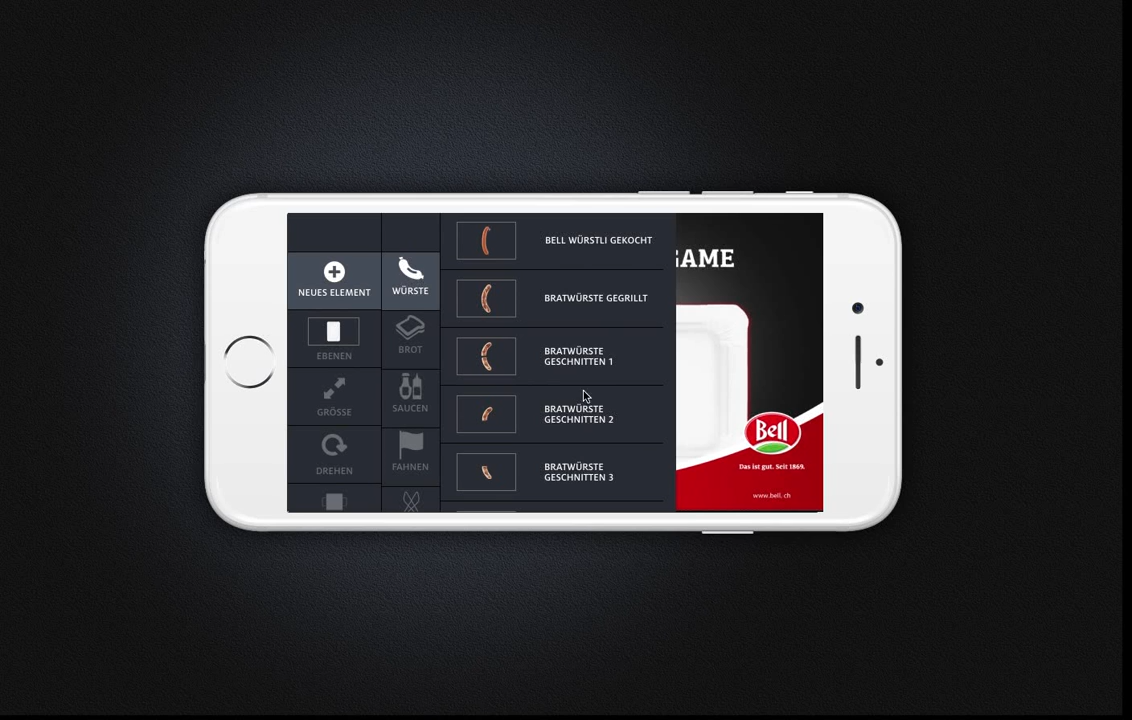 NEUES ELEMENT
EBENEN
GRÖSSE
DREHEN
WÜRSTE
BROT
SAUCEN
FAHNEN
BELL WÜRSTLI GEKOCHT
BRATWÜRSTE GEGRILLT
BRATWÜRSTE
GESCHNITTEN 1
BRATWÜRSTE
GESCHNITTEN 2
BRATWÜRSTE
GESCHNITTEN 3
GAME
Bell
Das ist gut. Seit 1869.
www.bell.ch